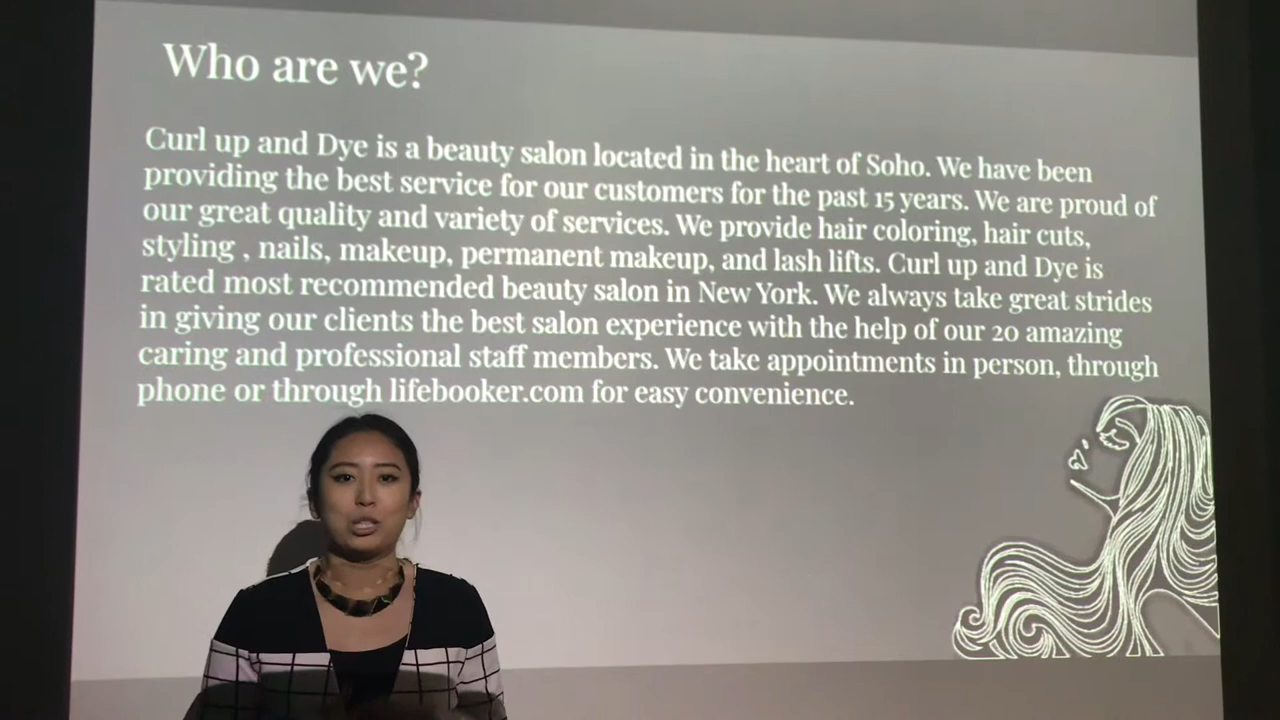 Who are we?
Curl up and Dye is a beauty salon located in the heart of Soho. We have been
providing the best service for our customers for the past 15 years. We are proud of
our great quality and variety of services. We provide hair coloring, hair cuts,
styling , nails, makeup, permanent makeup, and lash lifts. Curl up and Dye is
rated most recommended beauty salon in New York. We always take great strides
in giving our clients the best salon experience with the help of our 20 amazing
caring and professional staff members. We take appointments in person, through
phone or through lifebooker.com for easy convenience.